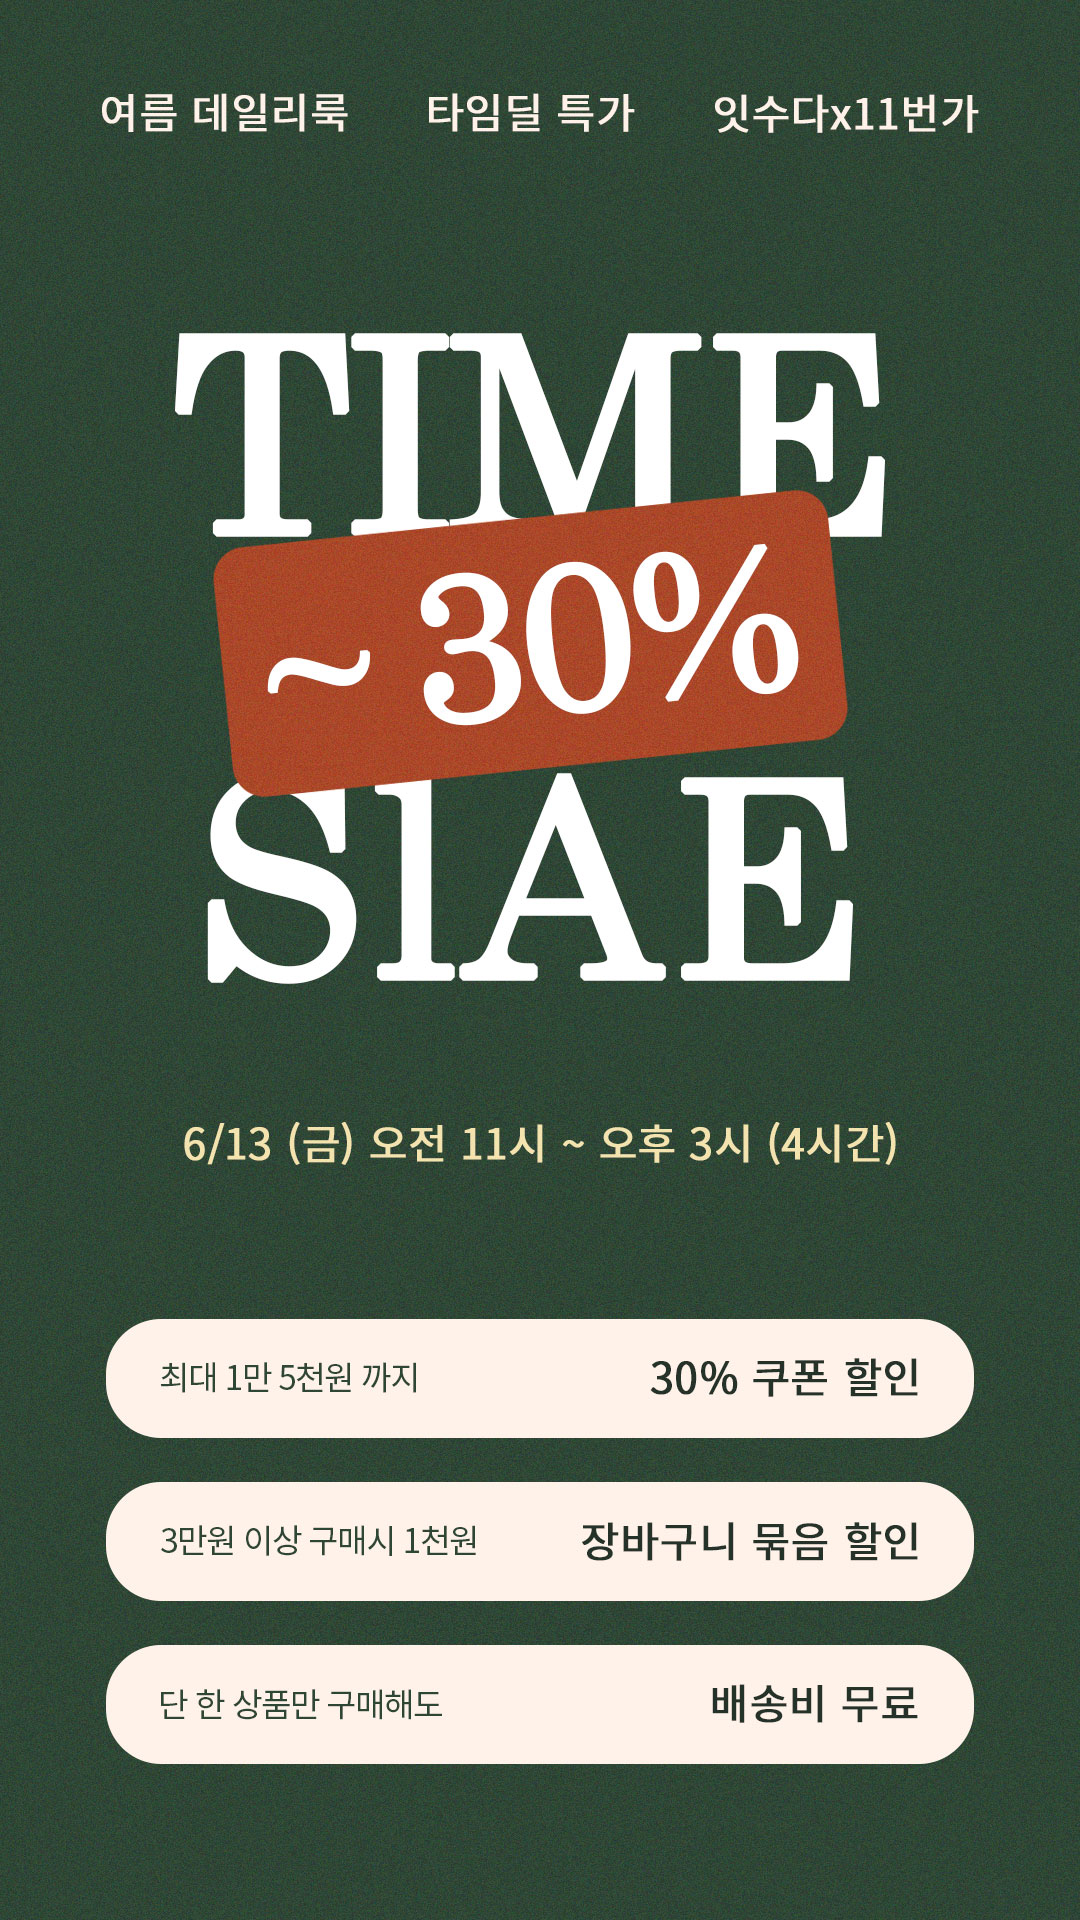 여름 데일리룩 타임딜 특가 잇수다x11번가
TIME
~ 30%
SlAE
6/13 (금) 오전 11시 ~ 오후 3시 (4시간)
최대 1만 5천원 까지 30% 쿠폰 할인
3만원 이상 구매시 1천원 장바구니 묶음 할인
단 한 상품만 구매해도 배송비 무료